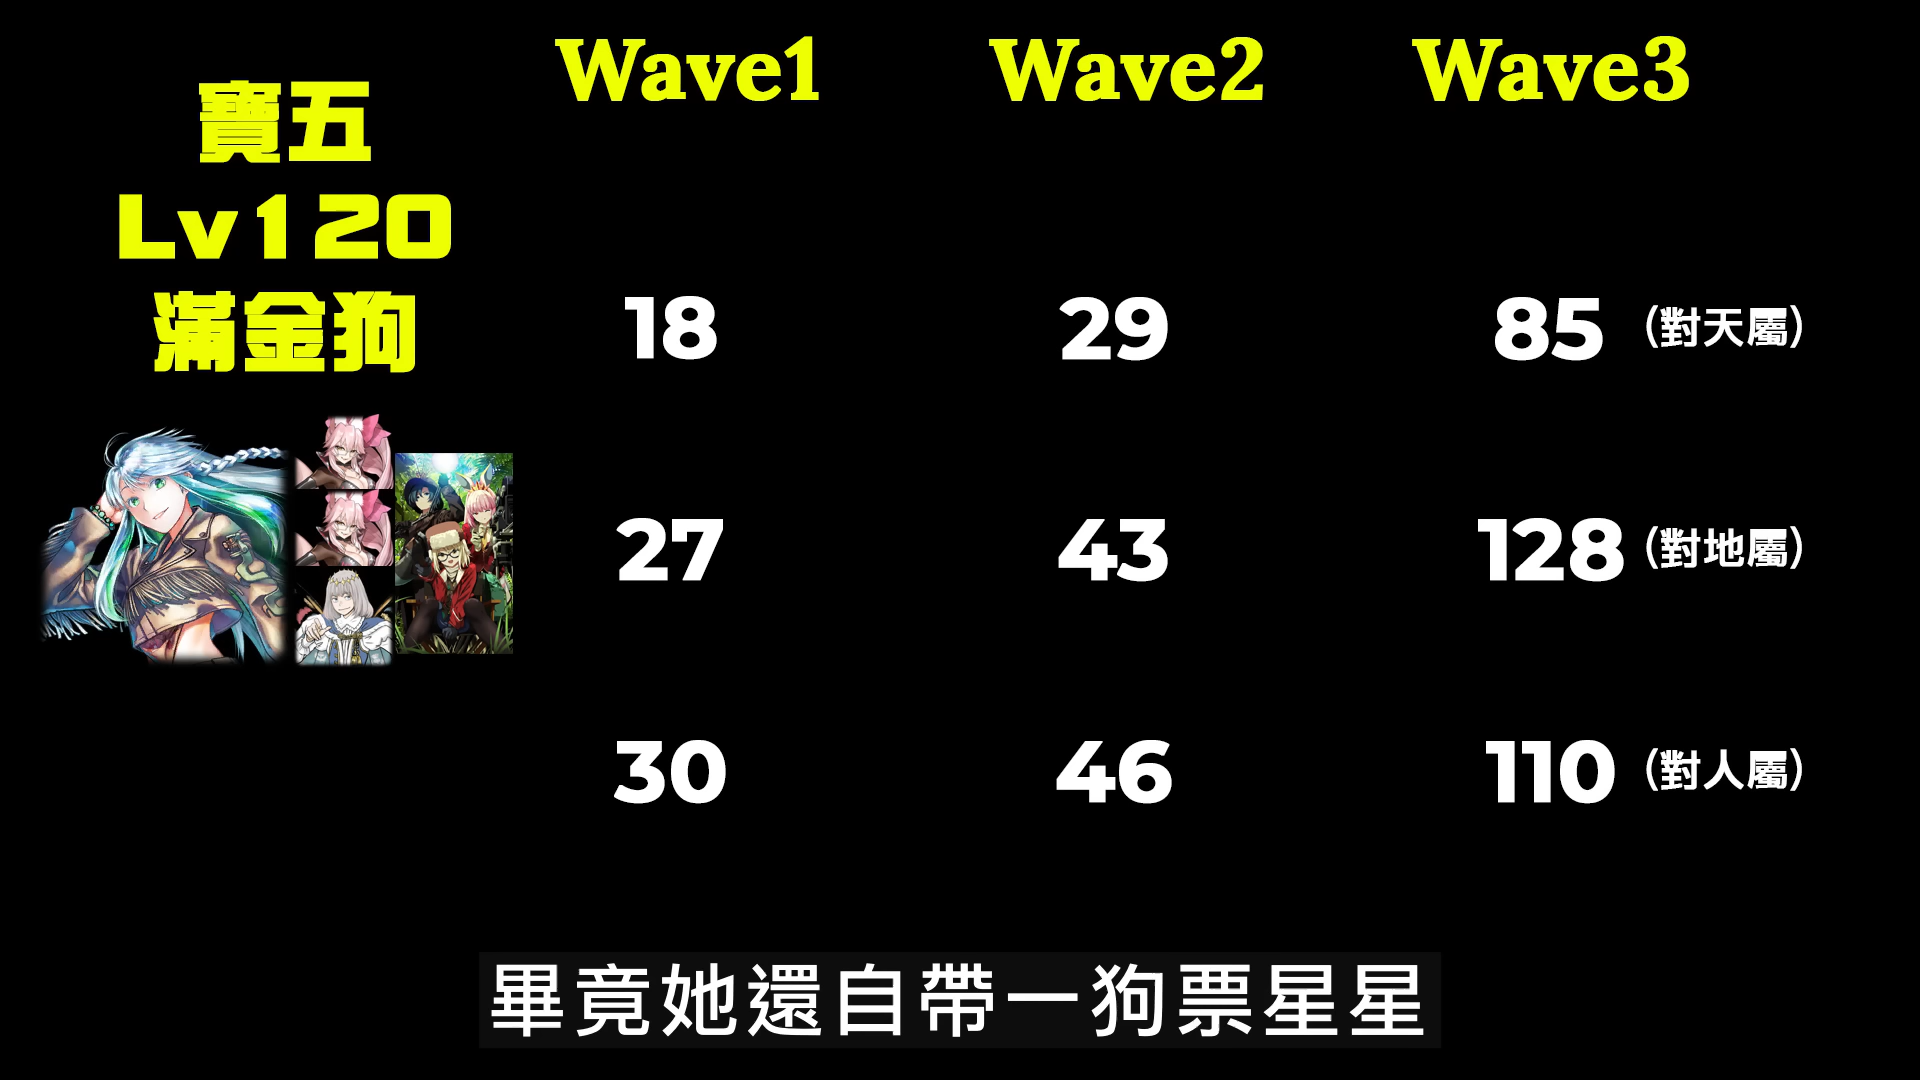 Wave1 Wave2 Wave3
寶五
Lv120
滿金狗
18 29 85 (對天屬)
27 43 128 (對地屬)
30 46 110 (對人屬)
畢竟她還自帶一狗票星星